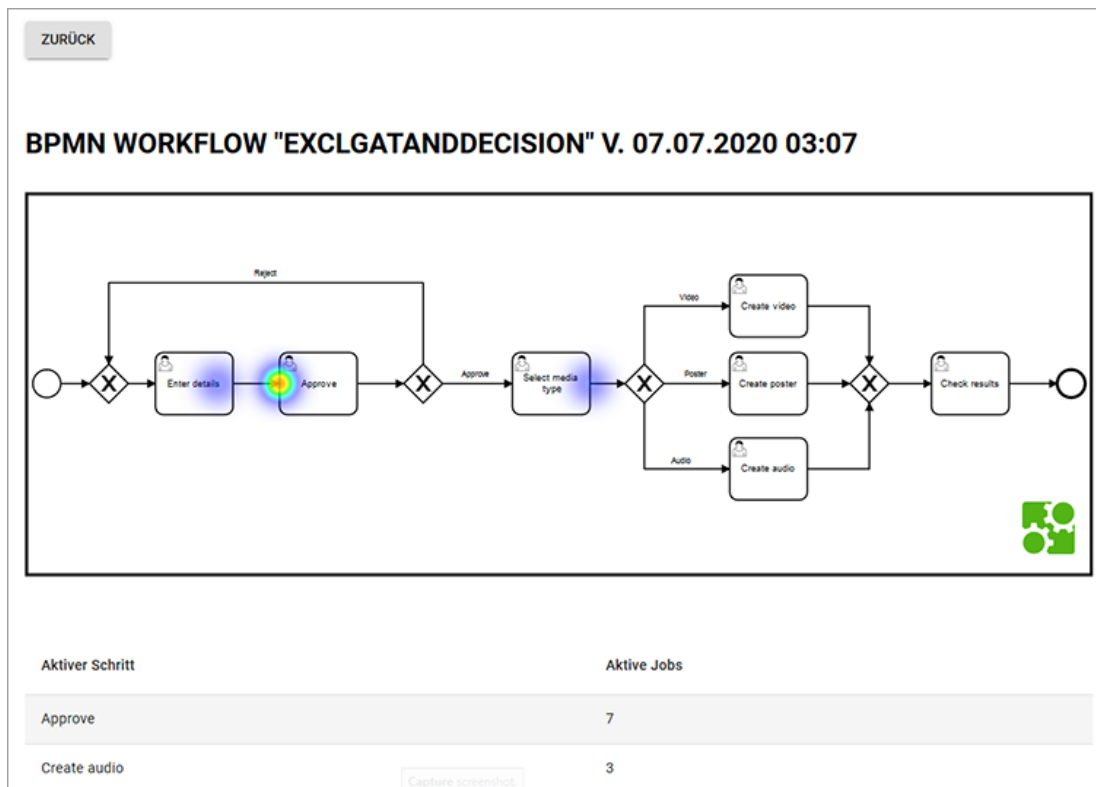 ZURÜCK
BPMN WORKFLOW "EXCLGATANDDECISION" V. 07.07.2020 03:07
Reject
Video
Create video
Enter details
Approve
Approve
Select media
type
Poster
Create poster
Check results
Audio
Create audio
Aktiver Schritt
Aktive Jobs
Approve
7
Create audio
3
Capture screenshot